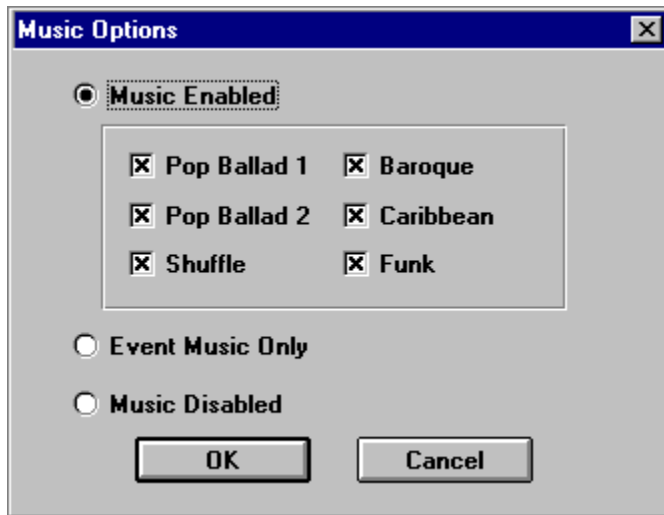 Music Options
Music Enabled
Pop Ballad 1 Baroque
Pop Ballad 2 Caribbean
Shuffle Funk
Event Music Only
Music Disabled
OK Cancel